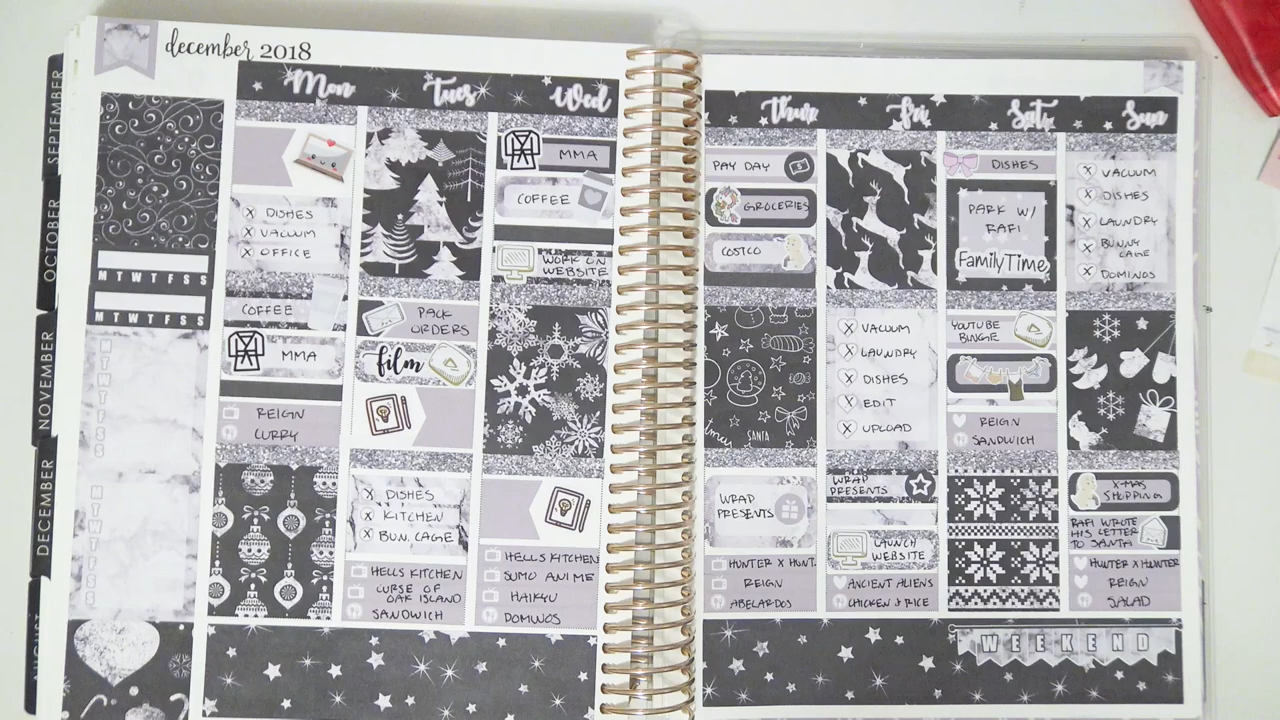 december 2018
SEPTEMBER
OCTOBER
NOVEMBER
DECEMBER
AUGUST
M T W T F S S
M T W T F S S
M T W T F S S
M T W T F S S
Mon
DISHES
VACUUM
OFFICE
COFFEE
MMA
REIGN
CURRY
Tues
PACK
ORDERS
film
DISHES
KITCHEN
BUN. CAGE
HELLS KITCHEN
CURSE OF
OAK ISLAND
SANDWICH
Wed
MMA
COFFEE
WORK ON
WEBSITE
HELLS KITCHEN
SUMO ANIME
HAIKYU
DOMINOS
Thur
PAY DAY
GROCERIES
COSTCO
SANTA
WRAP
PRESENTS
HUNTER X HUNT.
REIGN
ABELARDOS
Fri
VACUUM
LAUNDRY
DISHES
EDIT
UPLOAD
WRAP
PRESENTS
LAUNCH
WEBSITE
ANCIENT ALIENS
CHICKEN & RICE
Sat
DISHES
PARK W/
RAFI
Family Time
YOUTUBE
BINGE
REIGN
SANDWICH
Sun
VACUUM
DISHES
LAUNDRY
BUNNY
CAGE
DOMINOS
X-MAS
SHOPPING
RAFI WROTE
HIS LETTER
TO SANTA
HUNTER X HUNTER
REIGN
SALAD
WEEKEND